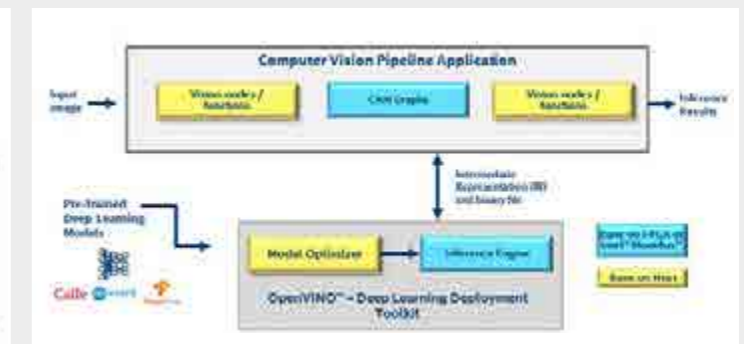 Computer Vision Pipeline Application
Input
Image
Vision nodes /
functions
CNN Graphs
Vision nodes /
functions
Inference
Results
Intermediate
Representation (IR)
and binary file
Pre-Trained
Deep Learning
Models
Model Optimizer
Inference Engine
Caffe
OpenVINO™ – Deep Learning Deployment
Toolkit
Runs on Host